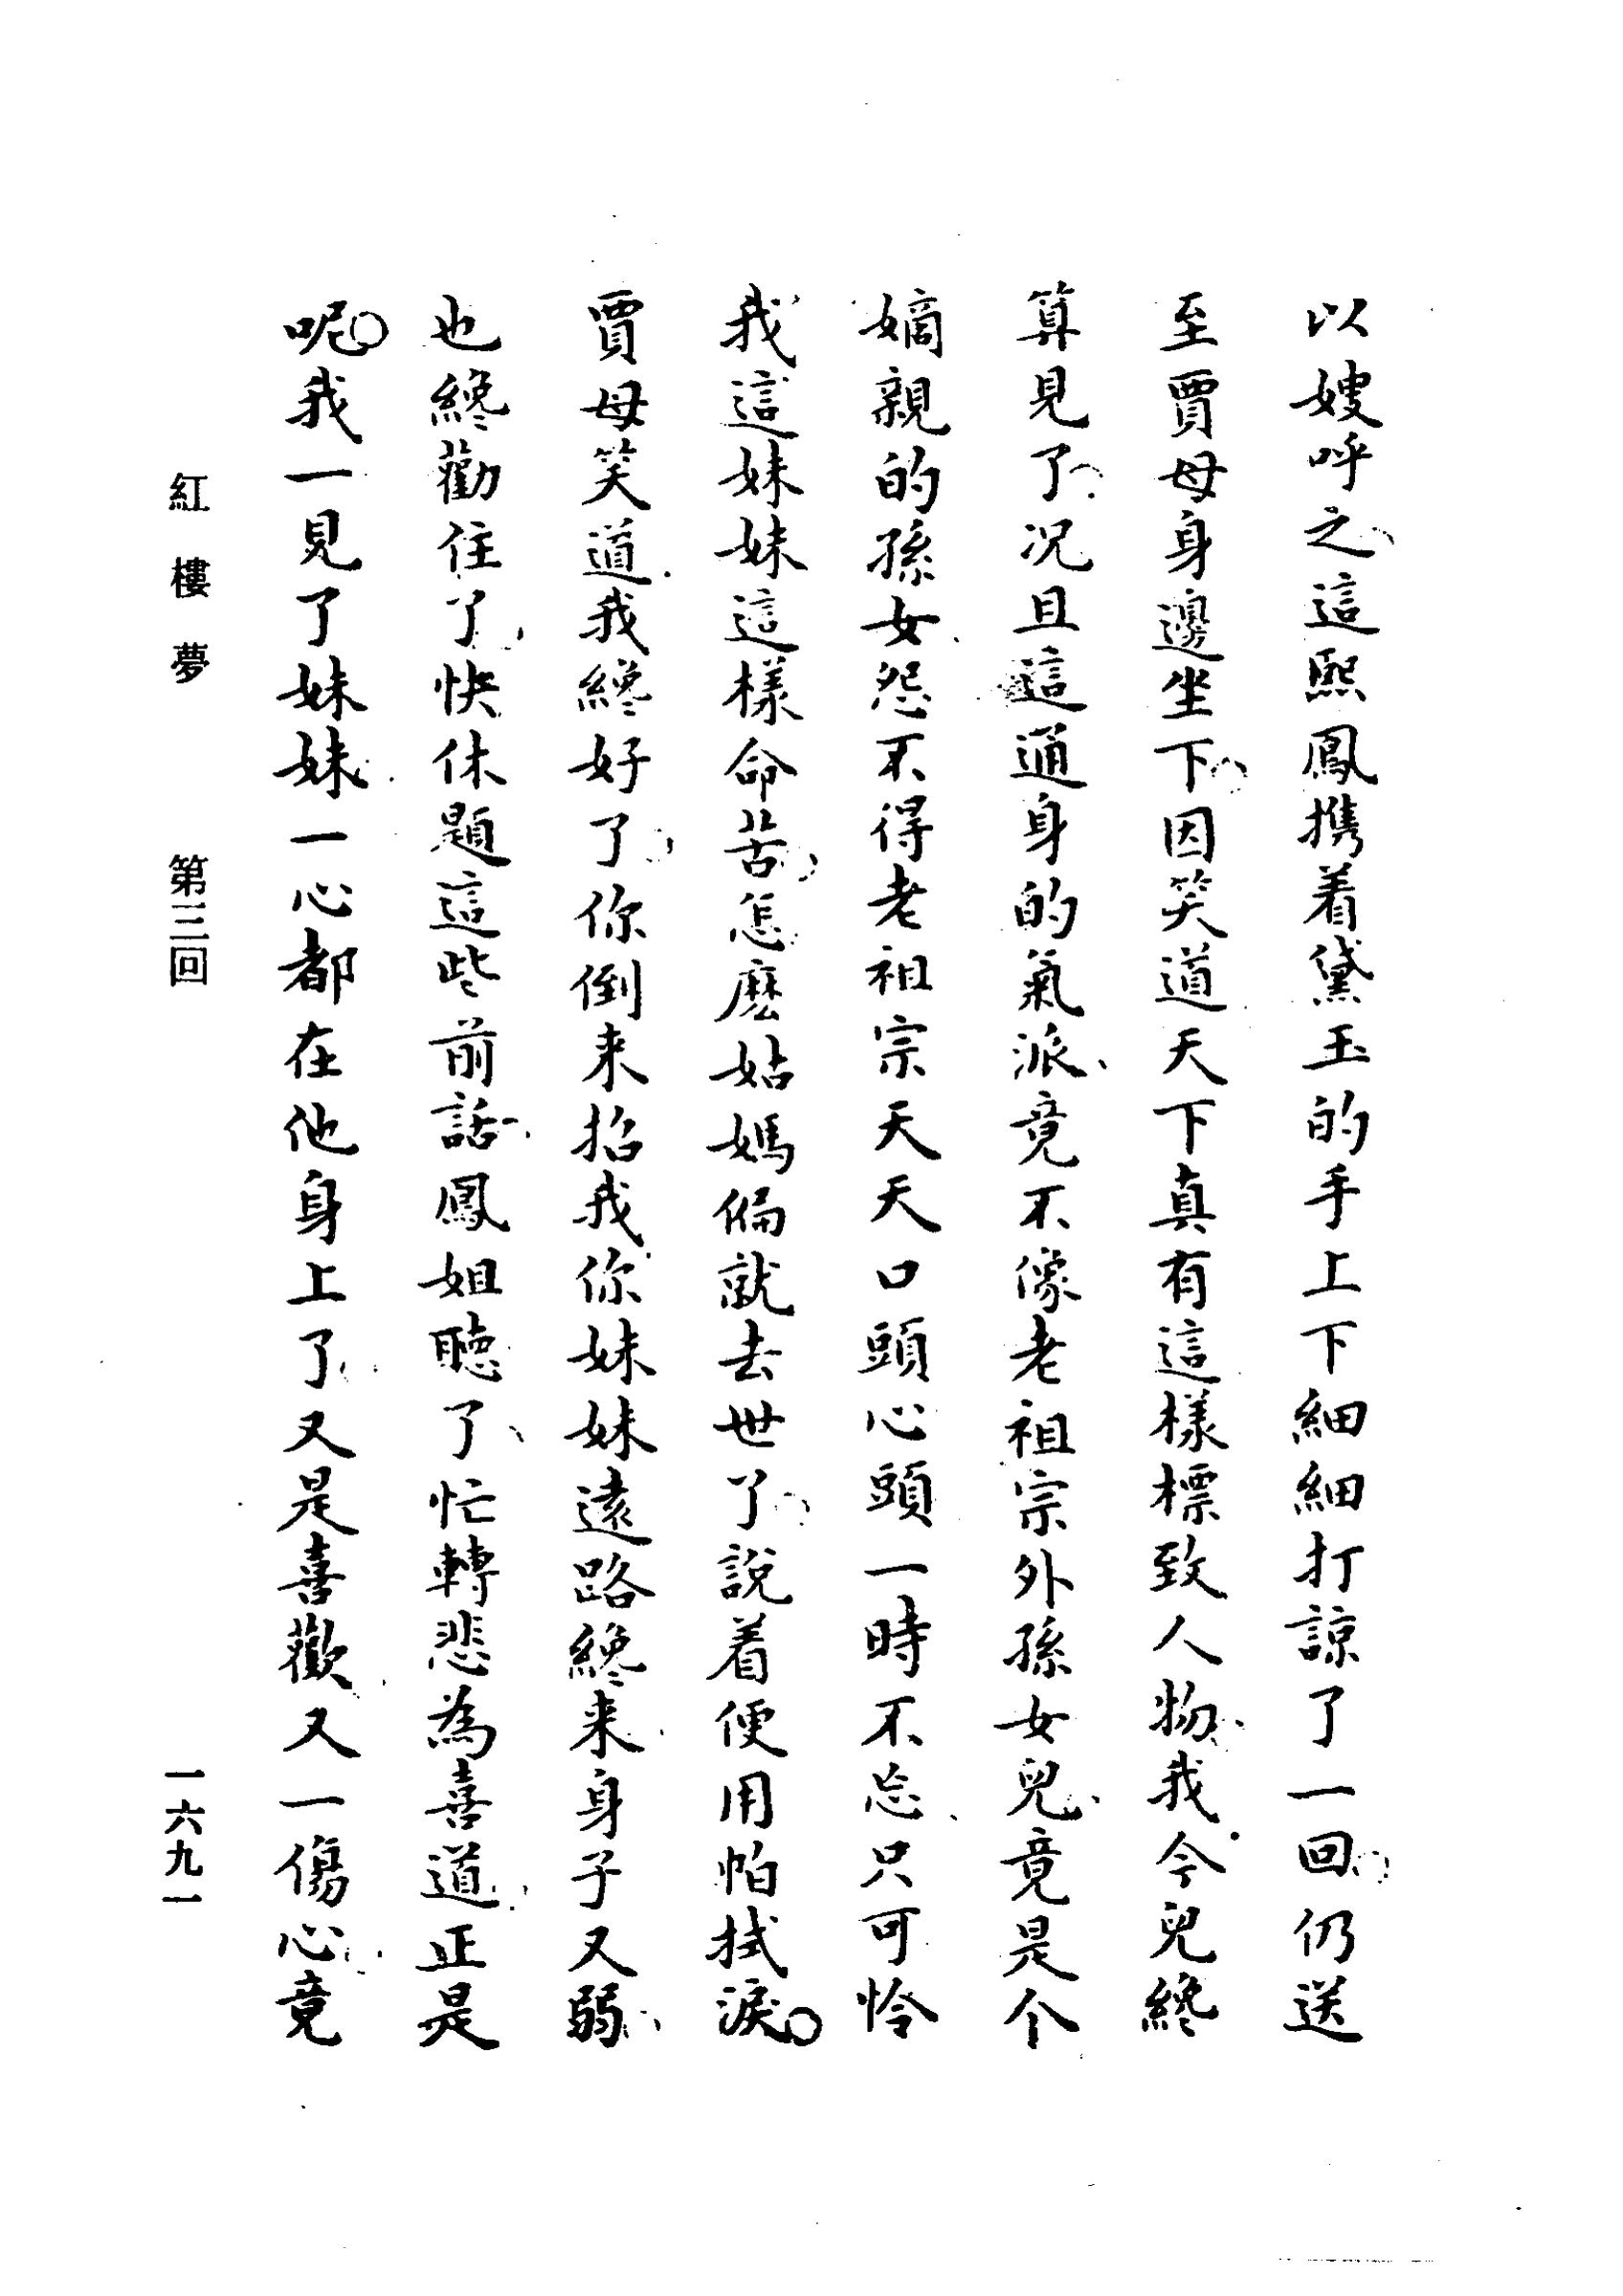 以嫂呼之這熙鳳携着黛玉的手上下細細打諒了一回仍送
至賈母身邊坐下因笑道天下真有這樣標致人物我今兒纔
算見了况且這通身的氣派竟不像老祖宗外孫女兒竟是个
嫡親的孫女怨不得老祖宗天天口頭心頭一時不忘只可怜
我這妹妹這樣命苦怎麽姑媽偏就去世了說着便用帕拭淚
賈母笑道我纔好了你倒来招我你妹妹遠路纔来身子又弱
也纔勸住了快休題這些前話鳳姐聽了忙轉悲為喜道正是
呢我一見了妹妹一心都在他身上了又是喜歡又一傷心竟
紅樓夢 第三回 一六九一